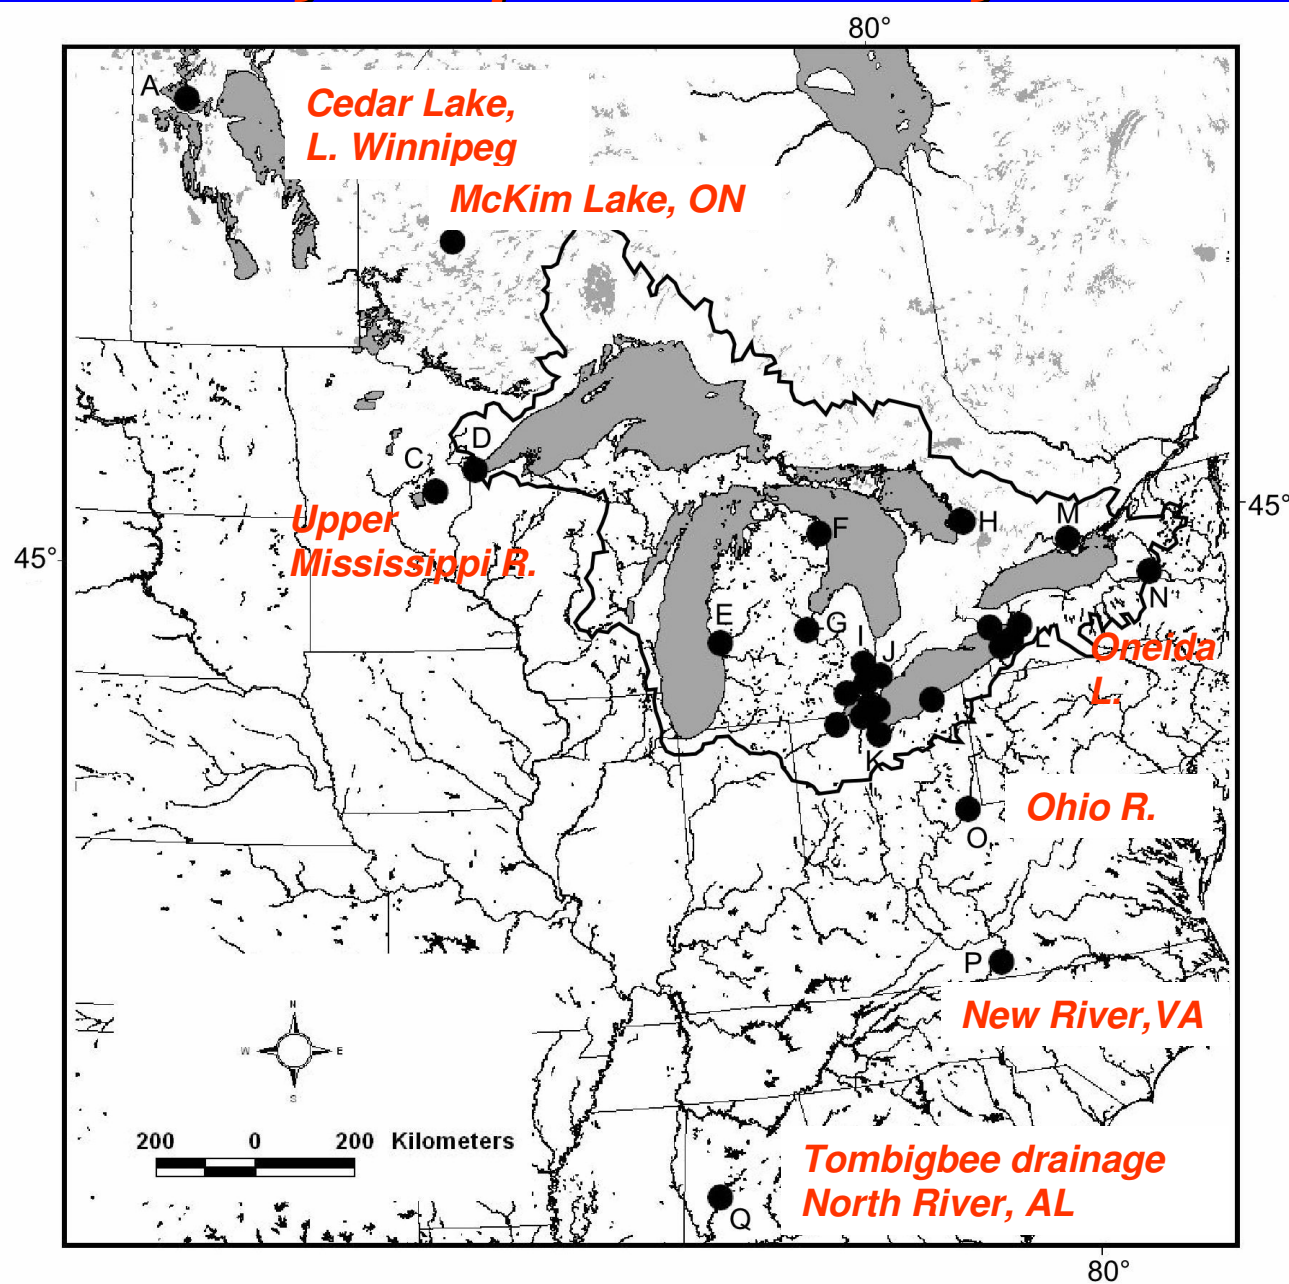 80°
A
Cedar Lake,
L. Winnipeg
McKim Lake, ON
D
C
45°
H
M
Upper
Mississippi R.
F
45°
N
E
G
I
J
L
Oneida
L.
K
Ohio R.
O
P
New River,VA
N
W
E
S
200 0 200 Kilometers
Tombigbee drainage
North River, AL
Q
80°